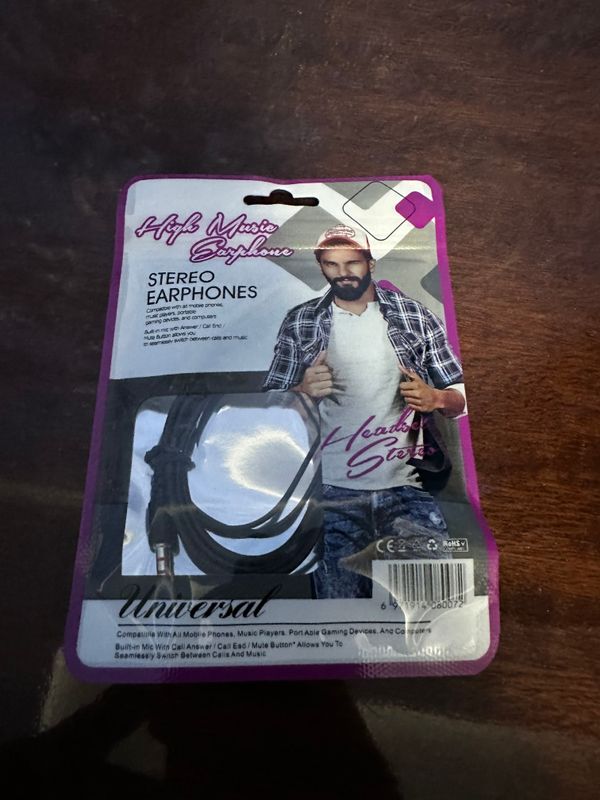 High Music
Earphone
STEREO
EARPHONES
Compatible with all mobile phones,
music players, portable
gaming devices, and computers
Built-in mic with Answer / Call End /
Mute Button allows you
to seamlessly switch between calls and music
Headset
Stereo
CE
RoHS
Universal
Compatible With All Mobile Phones, Music Players, Port Able Gaming Devices, And Computers
Built-in Mic With Call Answer / Call Esd / Mute Button* Allows You To
Seamlessly Switch Between Calls And Music